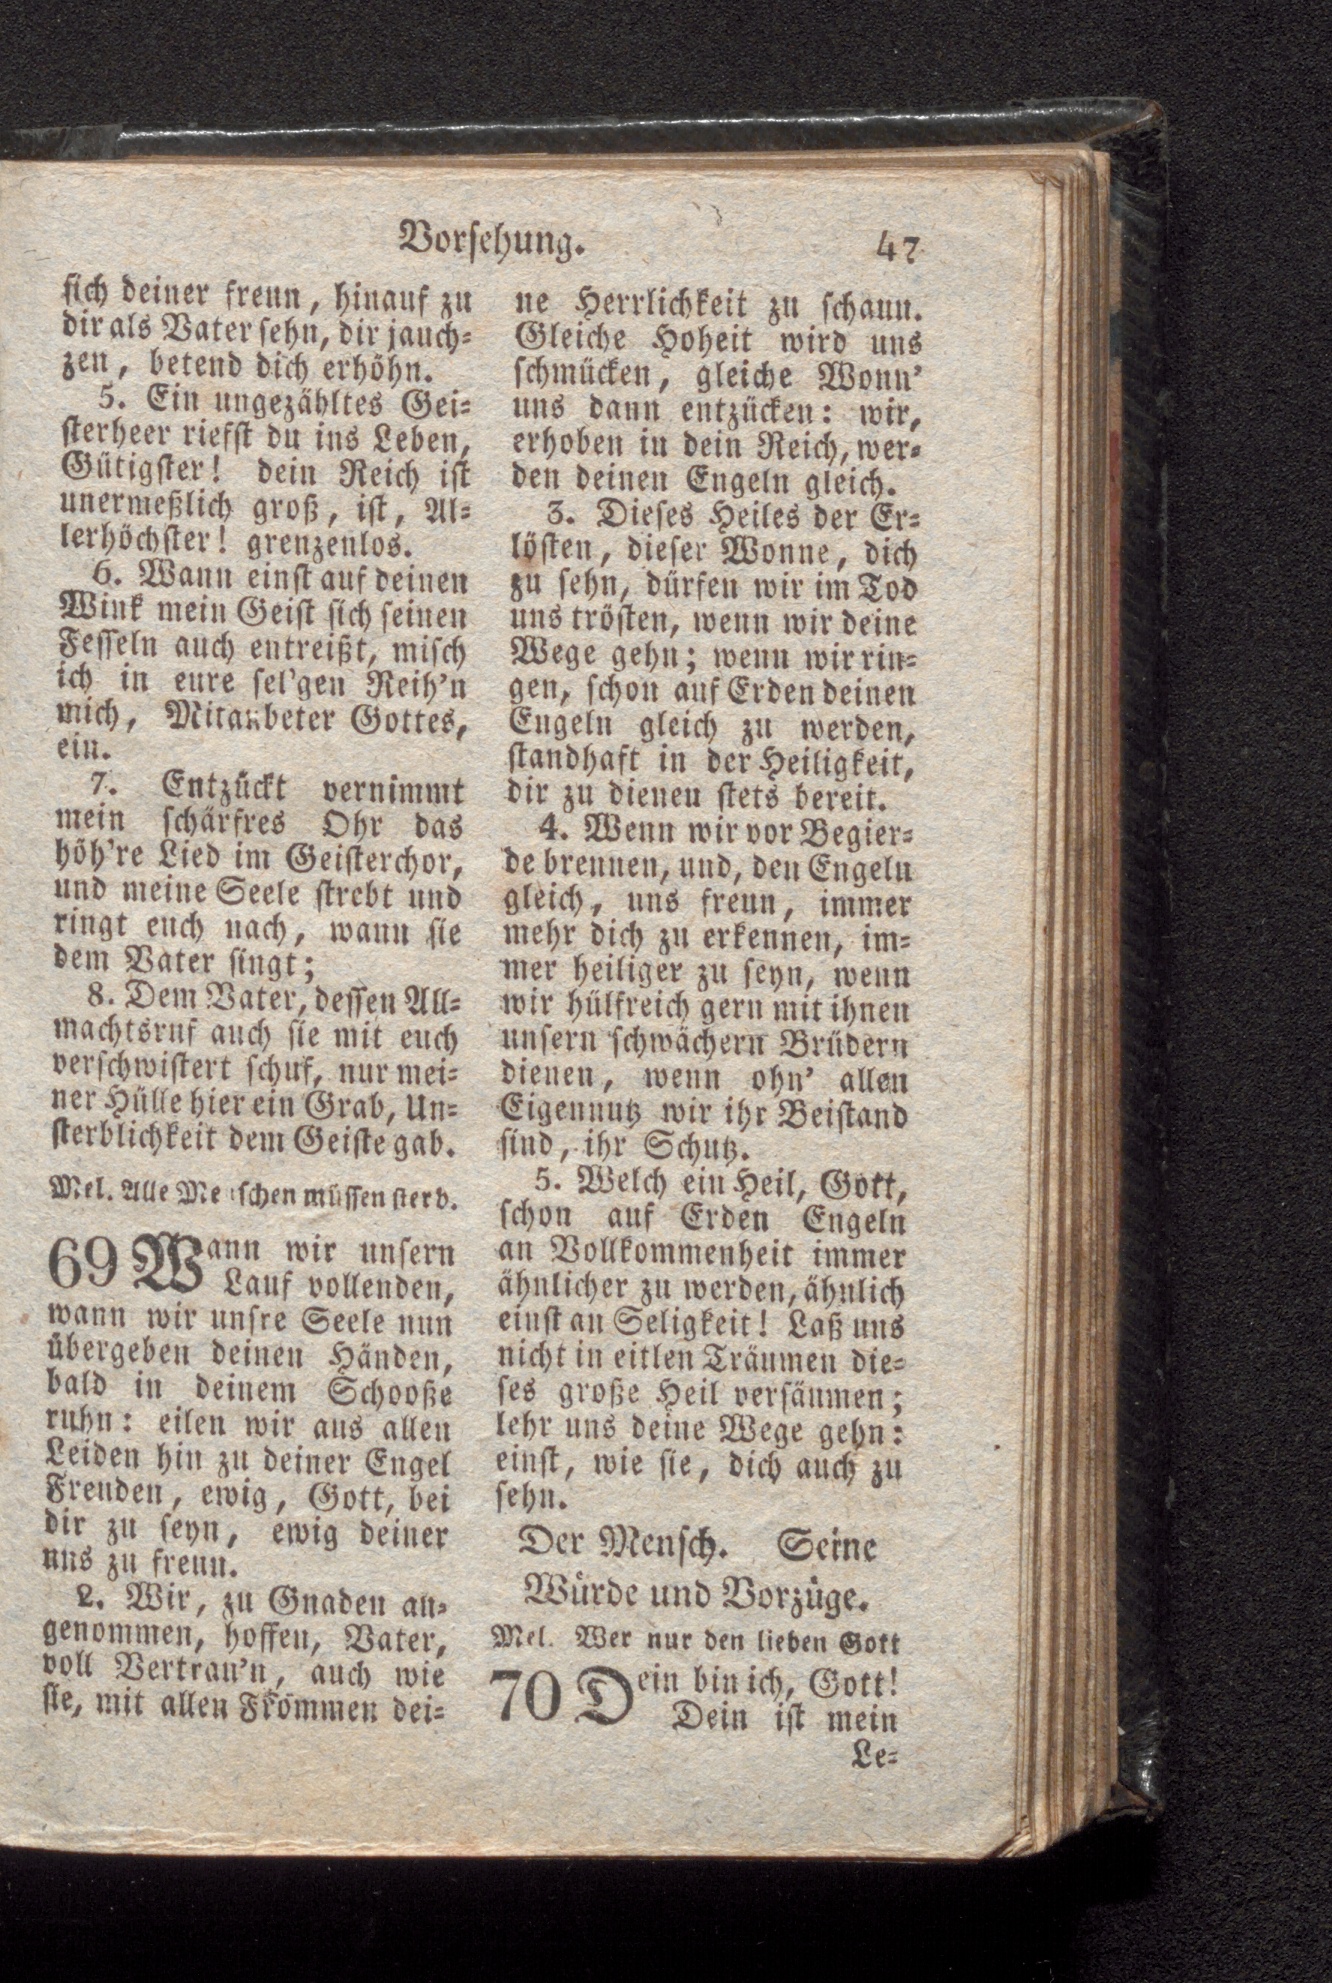 Vorsehung. 47
sich deiner freun, hinauf zu
dir als Vater sehn, dir jauch-
zen, betend dich erhöhn.
5. Ein ungezähltes Gei-
sterheer riefst du ins Leben,
Gütigster! dein Reich ist
unermeßlich groß, ist, Al-
lerhöchster! grenzenlos.
6. Wann einst auf deinen
Wink mein Geist sich seinen
Fesseln auch entreißt, misch
ich in eure sel'gen Reih'n
mich, Mitanbeter Gottes,
ein.
7. Entzückt vernimmt
mein schärfres Ohr das
höh're Lied im Geisterchor,
und meine Seele strebt und
ringt euch nach, wann sie
dem Vater singt;
8. Dem Vater, dessen All-
machtsruf auch sie mit euch
verschwistert schuf, nur mei-
ner Hülle hier ein Grab, Un-
sterblichkeit dem Geiste gab.
Mel. Alle Menschen müssen sterb.
69 Wann wir unsern
Lauf vollenden,
wann wir unsre Seele nun
übergeben deinen Händen,
bald in deinem Schooße
ruhn: eilen wir aus allen
Leiden hin zu deiner Engel
Freuden, ewig, Gott, bei
dir zu seyn, ewig deiner
uns zu freun.
2. Wir, zu Gnaden an-
genommen, hoffen, Vater,
voll Vertrau'n, auch wie
sie, mit allen Frommen dei-
ne Herrlichkeit zu schaun.
Gleiche Hoheit wird uns
schmücken, gleiche Wonn'
uns dann entzücken: wir,
erhoben in dein Reich, wer-
den deinen Engeln gleich.
3. Dieses Heiles der Er-
lösten, dieser Wonne, dich
zu sehn, dürfen wir im Tod
uns trösten, wenn wir deine
Wege gehn; wenn wir rin-
gen, schon auf Erden deinen
Engeln gleich zu werden,
standhaft in der Heiligkeit,
dir zu dienen stets bereit.
4. Wenn wir vor Begier-
de brennen, und, den Engeln
gleich, uns freun, immer
mehr dich zu erkennen, im-
mer heiliger zu seyn, wenn
wir hülfreich gern mit ihnen
unsern schwächern Brüdern
dienen, wenn ohn' allen
Eigennutz wir ihr Beistand
sind, ihr Schutz.
5. Welch ein Heil, Gott,
schon auf Erden Engeln
an Vollkommenheit immer
ähnlicher zu werden, ähnlich
einst an Seligkeit! Laß uns
nicht in eitlen Träumen die-
ses große Heil versäumen;
lehr uns deine Wege gehn:
einst, wie sie, dich auch zu
sehn.
Der Mensch. Seine
Würde und Vorzüge.
Mel. Wer nur den lieben Gott
70 Dein bin ich, Gott!
Dein ist mein
Le-